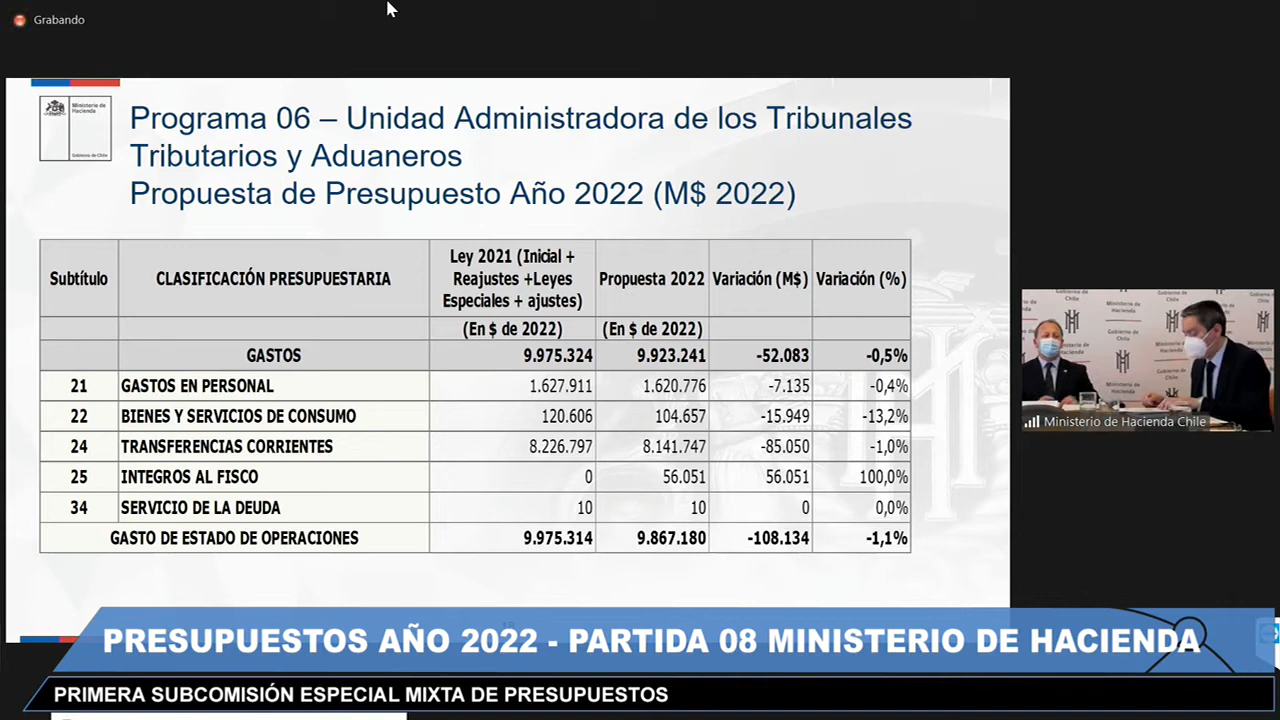 Grabando
Ministerio de
Hacienda
Gobierno de Chile
Programa 06 – Unidad Administradora de los Tribunales
Tributarios y Aduaneros
Propuesta de Presupuesto Año 2022 (M$ 2022)
Subtítulo CLASIFICACIÓN PRESUPUESTARIA Ley 2021 (Inicial + Reajustes +Leyes Especiales + ajustes) Propuesta 2022 Variación (M$) Variación (%)
(En $ de 2022) (En $ de 2022)
GASTOS 9.975.324 9.923.241 -52.083 -0,5%
21 GASTOS EN PERSONAL 1.627.911 1.620.776 -7.135 -0,4%
22 BIENES Y SERVICIOS DE CONSUMO 120.606 104.657 -15.949 -13,2%
24 TRANSFERENCIAS CORRIENTES 8.226.797 8.141.747 -85.050 -1,0%
25 INTEGROS AL FISCO 0 56.051 56.051 100,0%
34 SERVICIO DE LA DEUDA 10 10 0 0,0%
GASTO DE ESTADO DE OPERACIONES 9.975.314 9.867.180 -108.134 -1,1%
Ministerio de Hacienda Chile
PRESUPUESTOS AÑO 2022 - PARTIDA 08 MINISTERIO DE HACIENDA
PRIMERA SUBCOMISIÓN ESPECIAL MIXTA DE PRESUPUESTOS